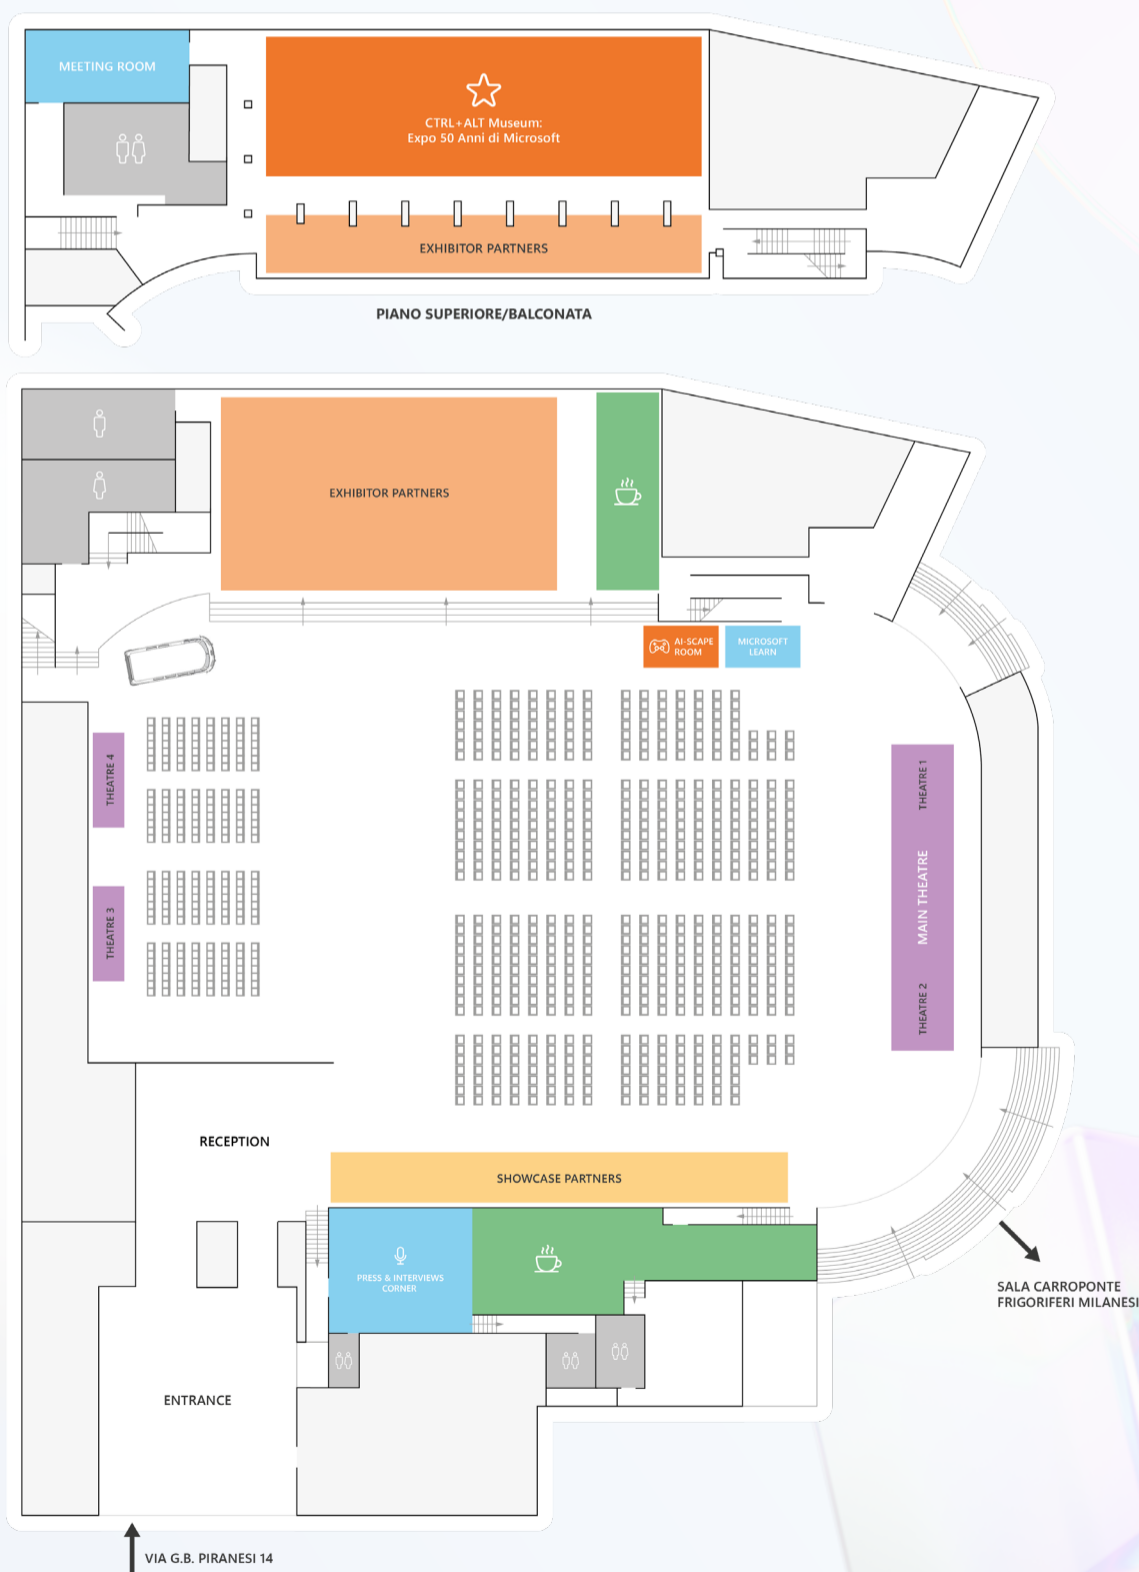 MEETING ROOM
CTRL+ALT Museum:
Expo 50 Anni di Microsoft
EXHIBITOR PARTNERS
PIANO SUPERIORE/BALCONATA
EXHIBITOR PARTNERS
AI-SCAPE
ROOM
MICROSOFT
LEARN
THEATRE 4
THEATRE 3
THEATRE 1
MAIN THEATRE
THEATRE 2
RECEPTION
SHOWCASE PARTNERS
PRESS & INTERVIEWS
CORNER
SALA CARROPONTE
FRIGORIFERI MILANESI
ENTRANCE
VIA G.B. PIRANESI 14